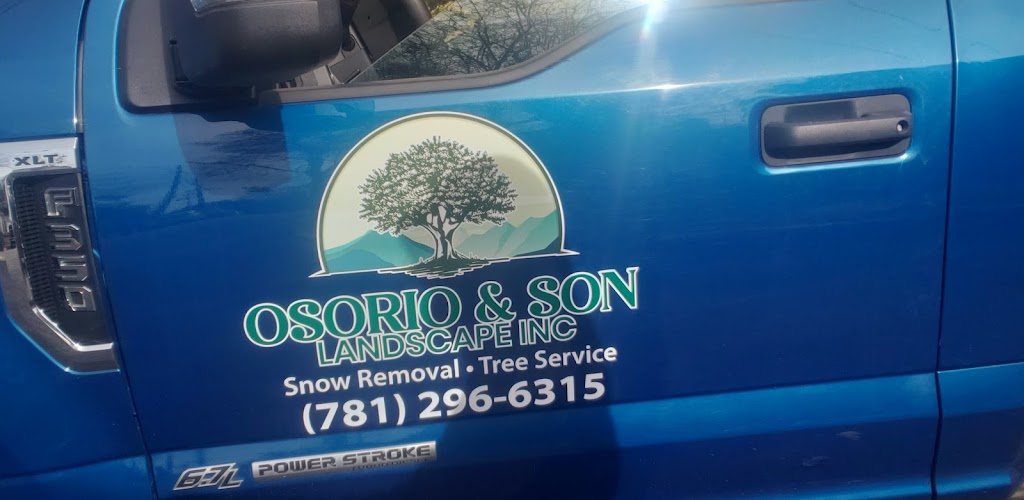 XLT
F350
OSORIO & SON
LANDSCAPE INC
Snow Removal • Tree Service
(781) 296-6315
6.7L POWER STROKE